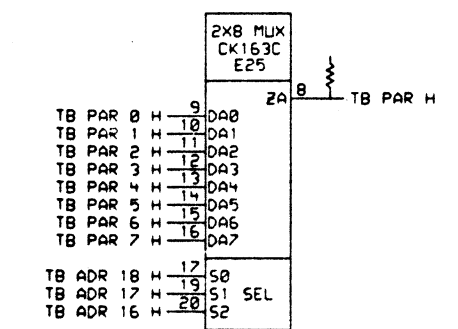 2X8 MUX
CK163C
E25
ZA 8 TB PAR H
TB PAR 0 H 9 DA0
TB PAR 1 H 10 DA1
TB PAR 2 H 11 DA2
TB PAR 3 H 12 DA3
TB PAR 4 H 13 DA4
TB PAR 5 H 14 DA5
TB PAR 6 H 15 DA6
TB PAR 7 H 16 DA7
TB ADR 18 H 17 S0
TB ADR 17 H 19 S1 SEL
TB ADR 16 H 20 S2